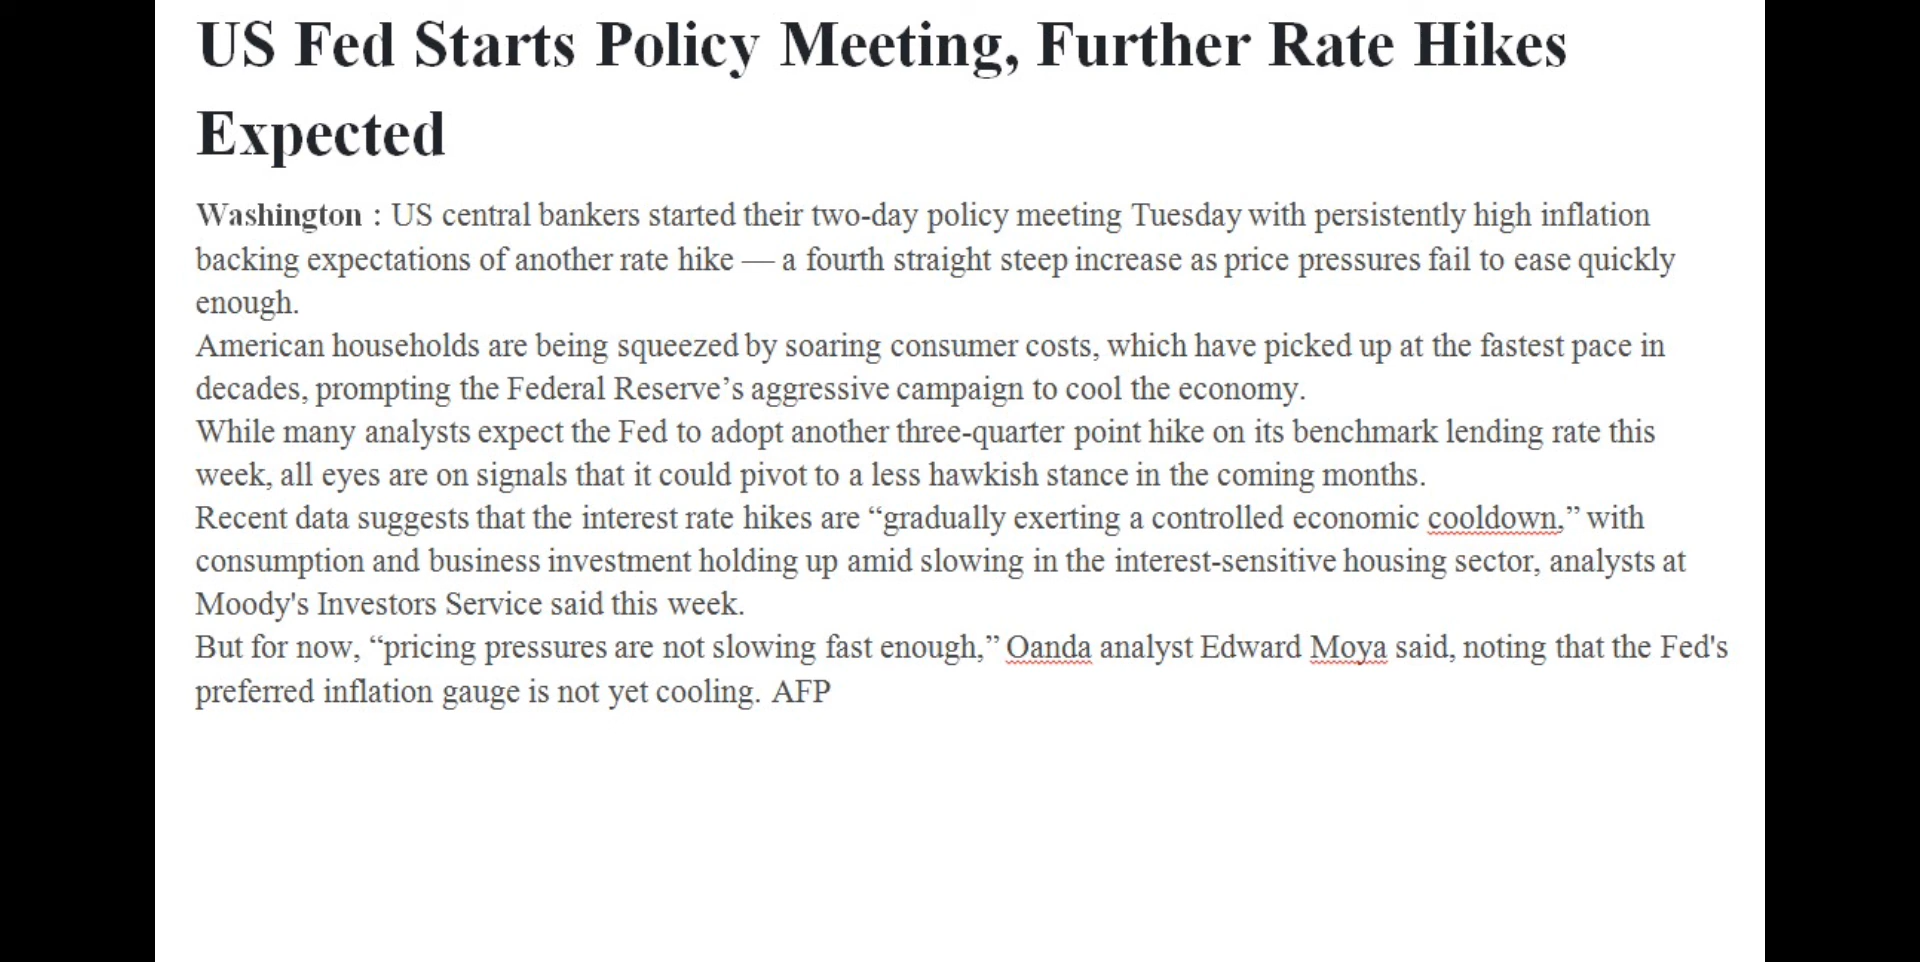 US Fed Starts Policy Meeting, Further Rate Hikes
Expected
Washington : US central bankers started their two-day policy meeting Tuesday with persistently high inflation
backing expectations of another rate hike — a fourth straight steep increase as price pressures fail to ease quickly
enough.
American households are being squeezed by soaring consumer costs, which have picked up at the fastest pace in
decades, prompting the Federal Reserve’s aggressive campaign to cool the economy.
While many analysts expect the Fed to adopt another three-quarter point hike on its benchmark lending rate this
week, all eyes are on signals that it could pivot to a less hawkish stance in the coming months.
Recent data suggests that the interest rate hikes are “gradually exerting a controlled economic cooldown,” with
consumption and business investment holding up amid slowing in the interest-sensitive housing sector, analysts at
Moody's Investors Service said this week.
But for now, “pricing pressures are not slowing fast enough,” Oanda analyst Edward Moya said, noting that the Fed's
preferred inflation gauge is not yet cooling. AFP